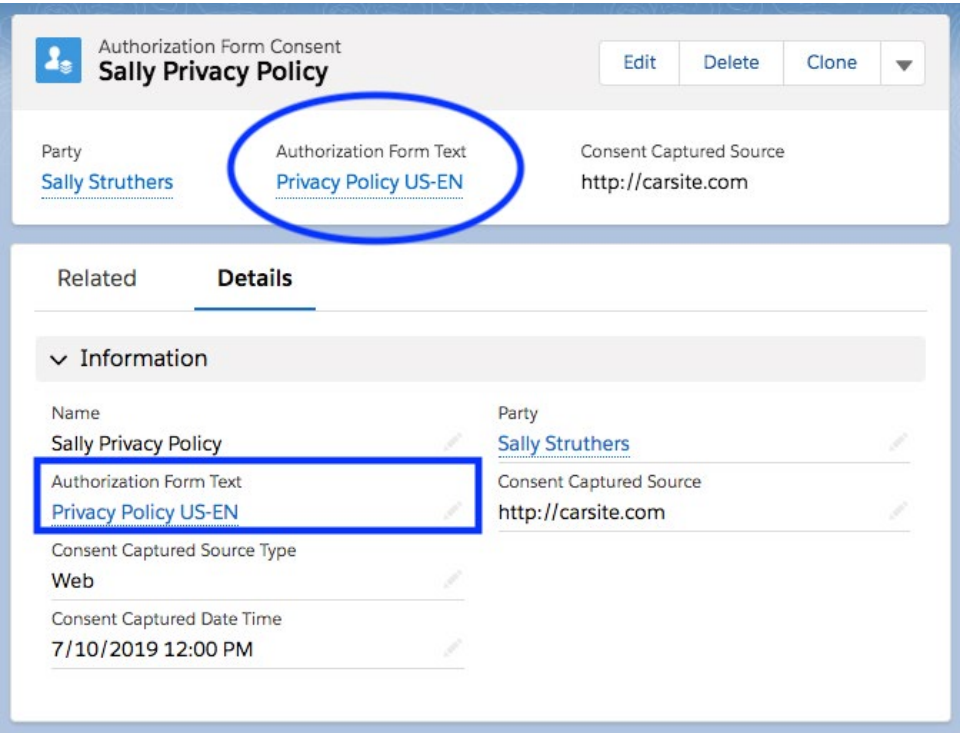 Authorization Form Consent
Sally Privacy Policy
Edit Delete Clone
Party Authorization Form Text Consent Captured Source
Sally Struthers Privacy Policy US-EN http://carsite.com
Related Details
Information
Name Party
Sally Privacy Policy Sally Struthers
Authorization Form Text Consent Captured Source
Privacy Policy US-EN http://carsite.com
Consent Captured Source Type
Web
Consent Captured Date Time
7/10/2019 12:00 PM